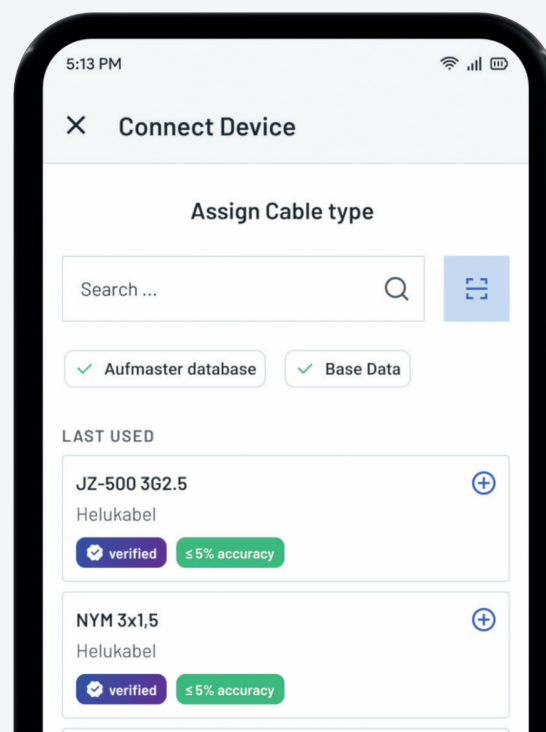 5:13 PM
Connect Device
Assign Cable type
Search ...
Aufmaster database
Base Data
LAST USED
JZ-500 3G2.5
Helukabel
verified
≤5% accuracy
NYM 3x1,5
Helukabel
verified
≤5% accuracy